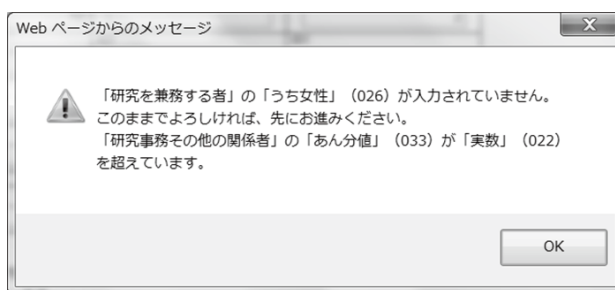 Web ページからのメッセージ
「研究を兼務する者」の「うち女性」（026）が入力されていません。
このままでよろしければ、先にお進みください。
「研究事務その他の関係者」の「あん分値」（033）が「実数」（022）
を超えています。
OK